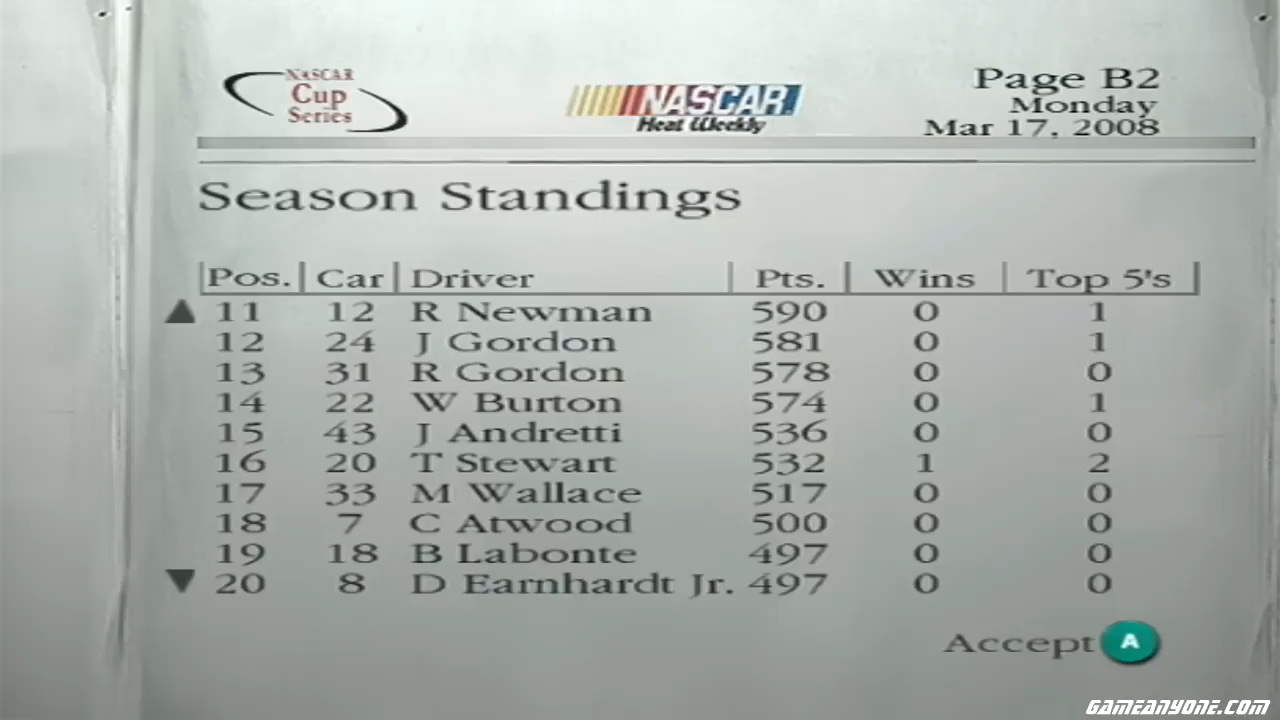 NASCAR
Cup
Series
NASCAR
Heat Weekly
Page B2
Monday
Mar 17, 2008
Season Standings
Pos. Car Driver Pts. Wins Top 5's
11 12 R Newman 590 0 1
12 24 J Gordon 581 0 1
13 31 R Gordon 578 0 0
14 22 W Burton 574 0 1
15 43 J Andretti 536 0 0
16 20 T Stewart 532 1 2
17 33 M Wallace 517 0 0
18 7 C Atwood 500 0 0
19 18 B Labonte 497 0 0
20 8 D Earnhardt Jr. 497 0 0
Accept A
GAMEANYONE.COM